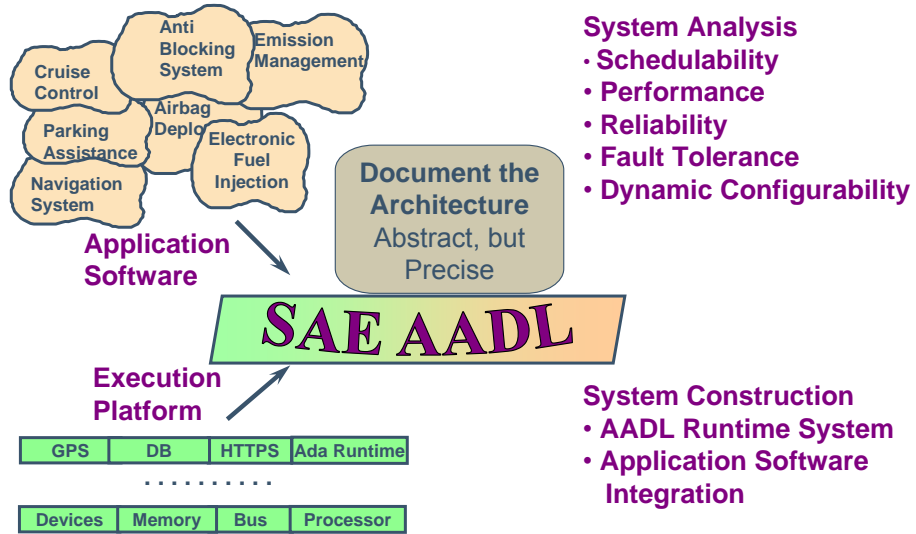 Anti
Blocking
System
Emission
Management
Cruise
Control
Airbag
Deplo
Parking
Assistance
Electronic
Fuel
Injection
Navigation
System
Application
Software
Document the
Architecture
Abstract, but
Precise
SAE AADL
Execution
Platform
GPS DB HTTPS Ada Runtime
. . . . . . . . . .
Devices Memory Bus Processor
System Analysis
• Schedulability
• Performance
• Reliability
• Fault Tolerance
• Dynamic Configurability
System Construction
• AADL Runtime System
• Application Software
Integration